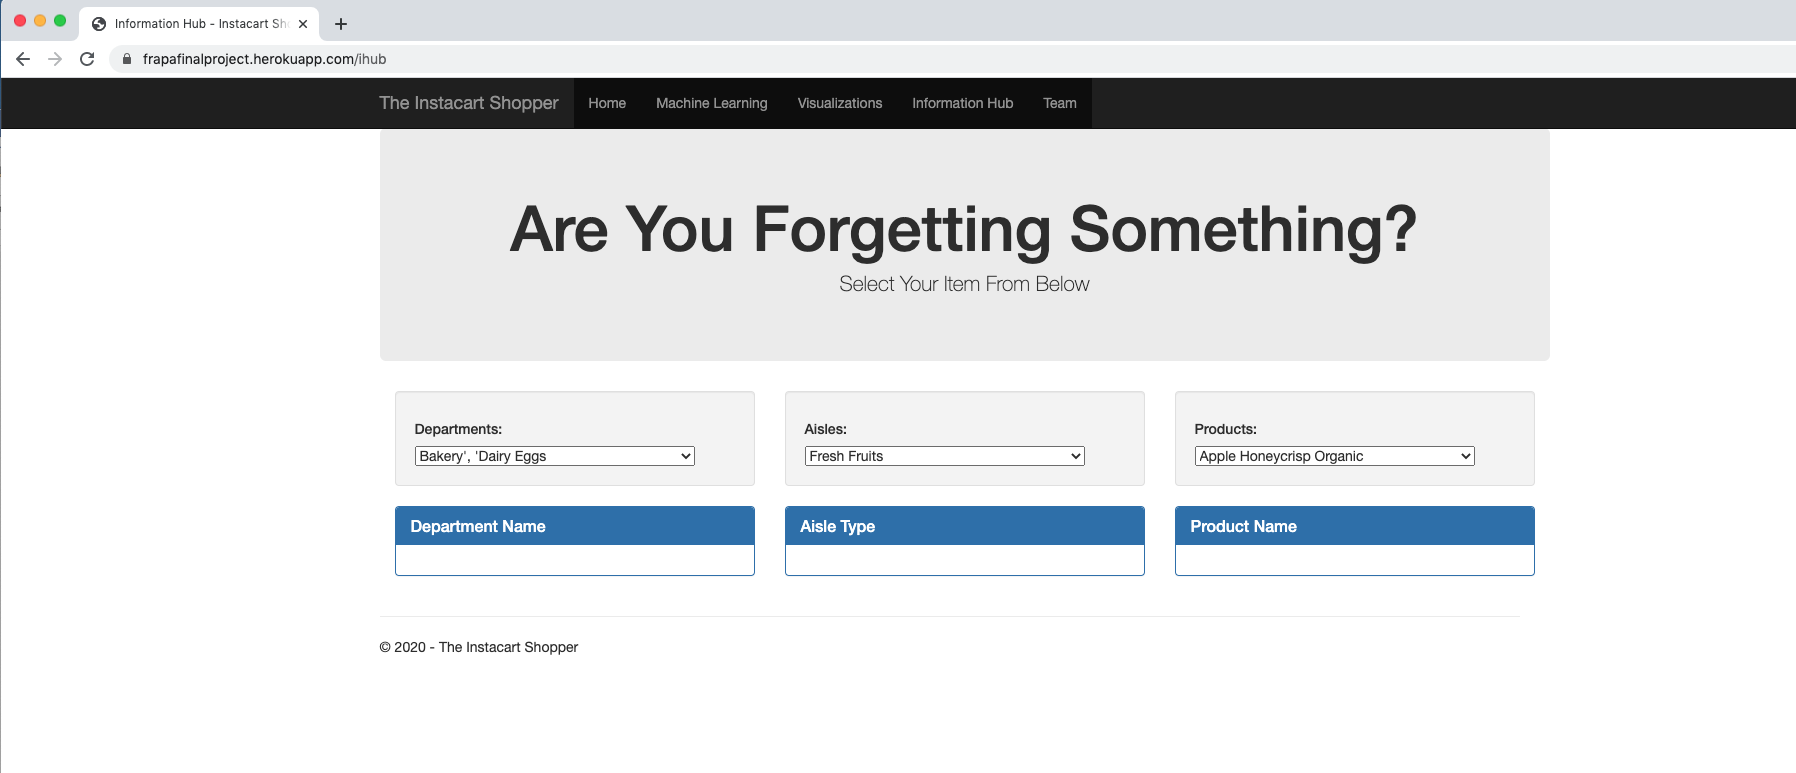 Information Hub - Instacart Sh
frapafinalproject.herokuapp.com/ihub
The Instacart Shopper Home Machine Learning Visualizations Information Hub Team
Are You Forgetting Something?
Select Your Item From Below
Departments: Aisles: Products:
Bakery', 'Dairy Eggs Fresh Fruits Apple Honeycrisp Organic
Department Name Aisle Type Product Name
© 2020 - The Instacart Shopper